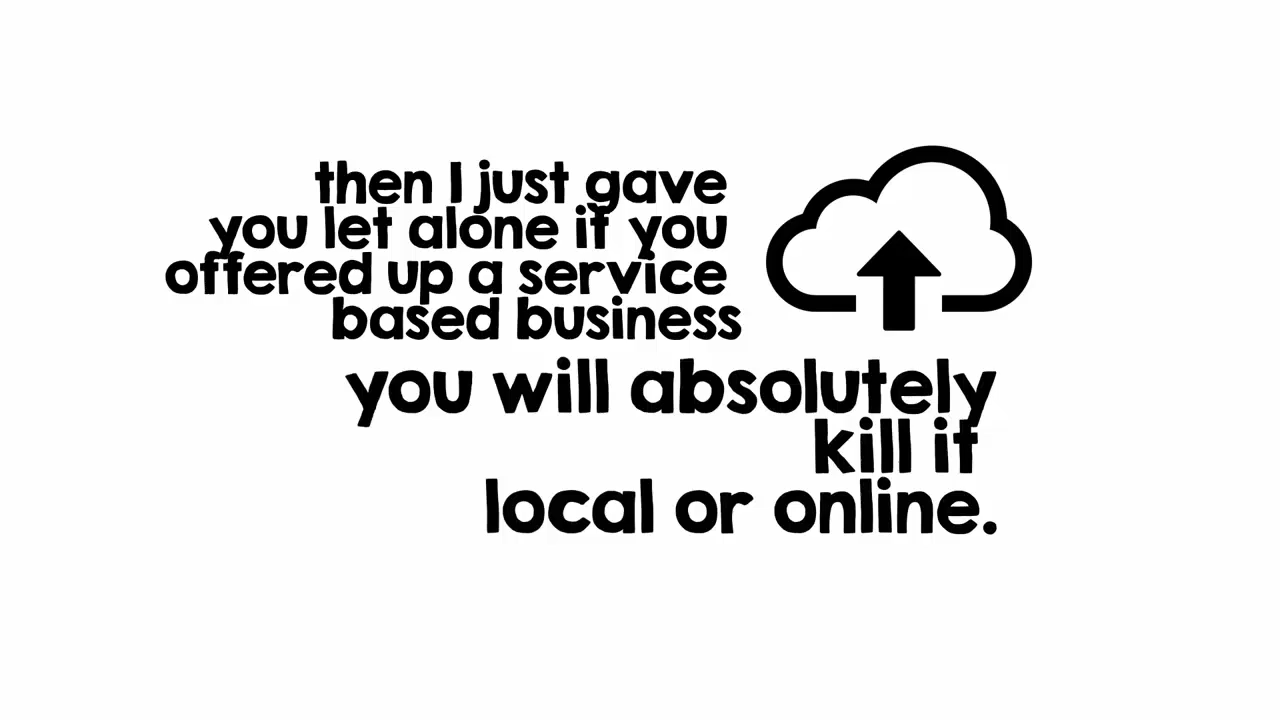 then I just gave
you let alone if you
offered up a service
based business
you will absolutely
kill it
local or online.